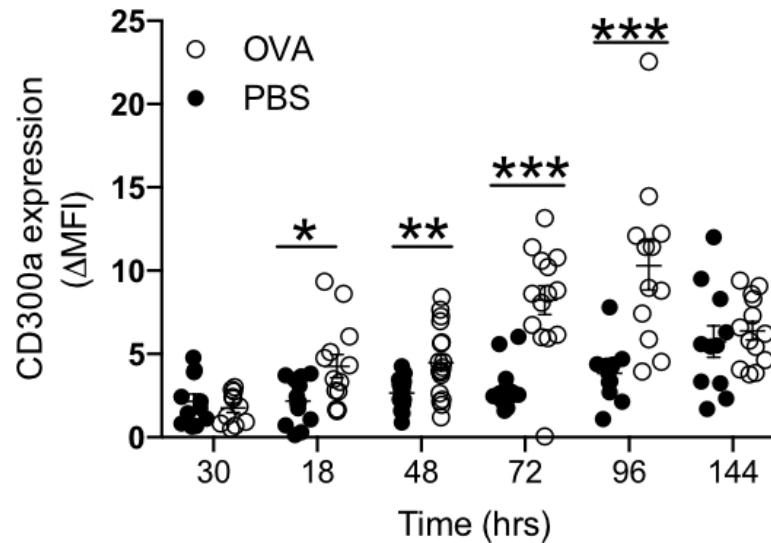 25
20
15
10
5
0
CD300a expression
(ΔMFI)
OVA
PBS
*
**
***
***
30 18 48 72 96 144
Time (hrs)